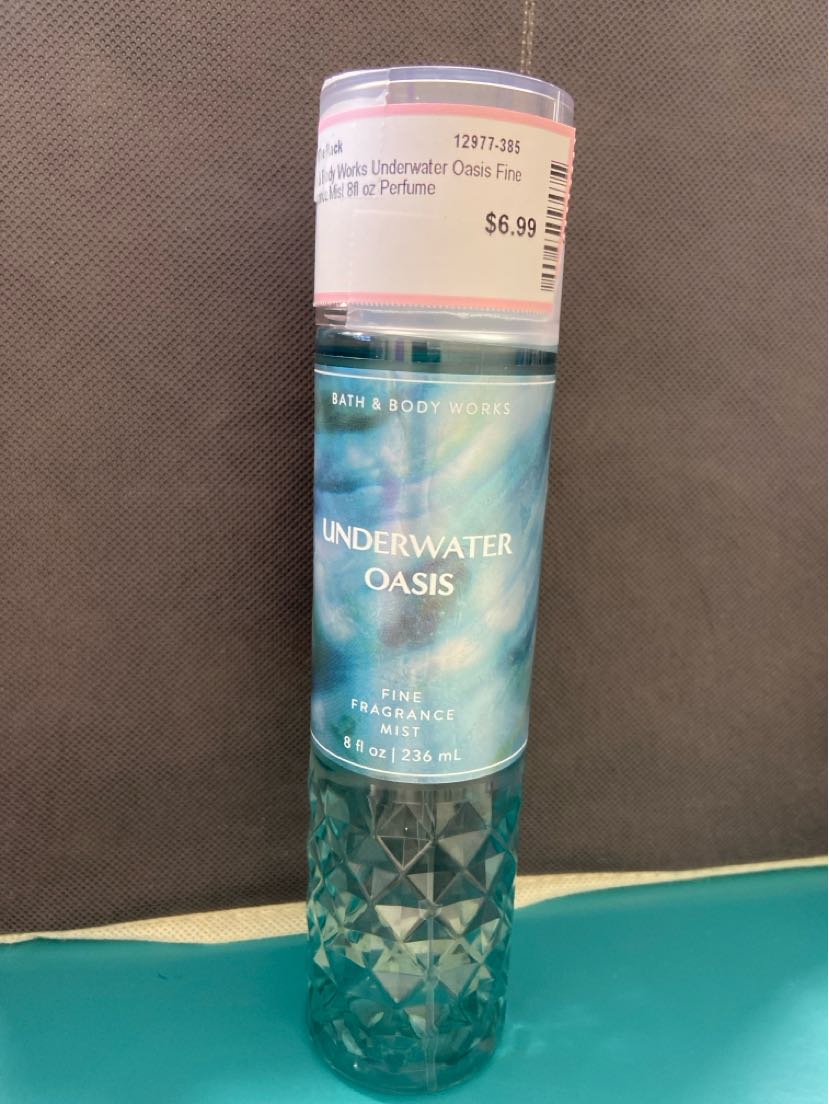 12977-385
Body Works Underwater Oasis Fine
Mist 8fl oz Perfume
$6.99
BATH & BODY WORKS
UNDERWATER
OASIS
FINE
FRAGRANCE
MIST
8 fl oz | 236 mL